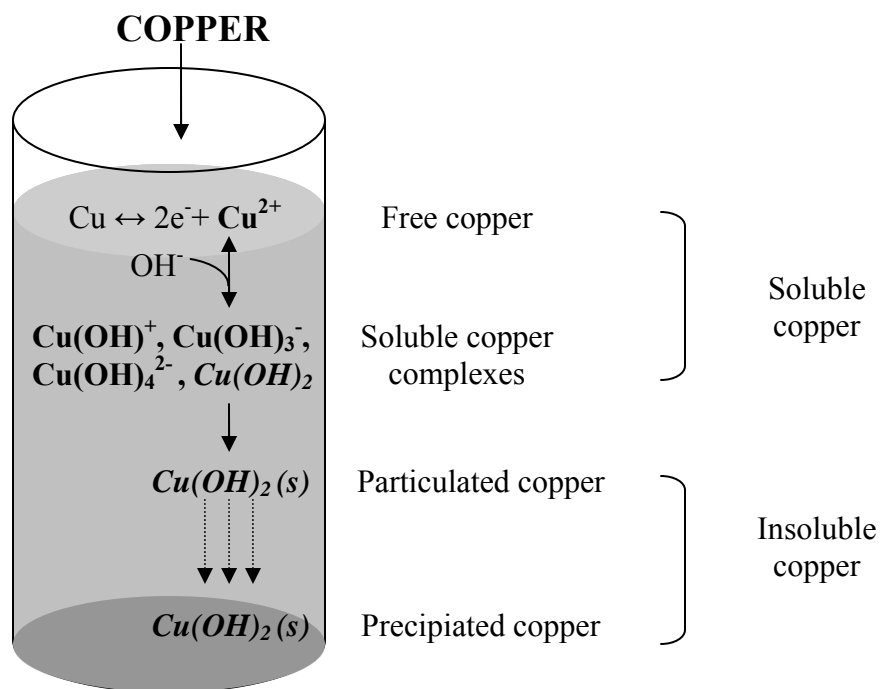 COPPER
Cu ↔ 2e⁻+ Cu²⁺
Free copper
OH⁻
Soluble
copper
Cu(OH)⁺, Cu(OH)₃⁻,
Cu(OH)₄²⁻, Cu(OH)₂
Soluble copper
complexes
Cu(OH)₂ (s)
Particulated copper
Insoluble
copper
Cu(OH)₂ (s)
Precipiated copper